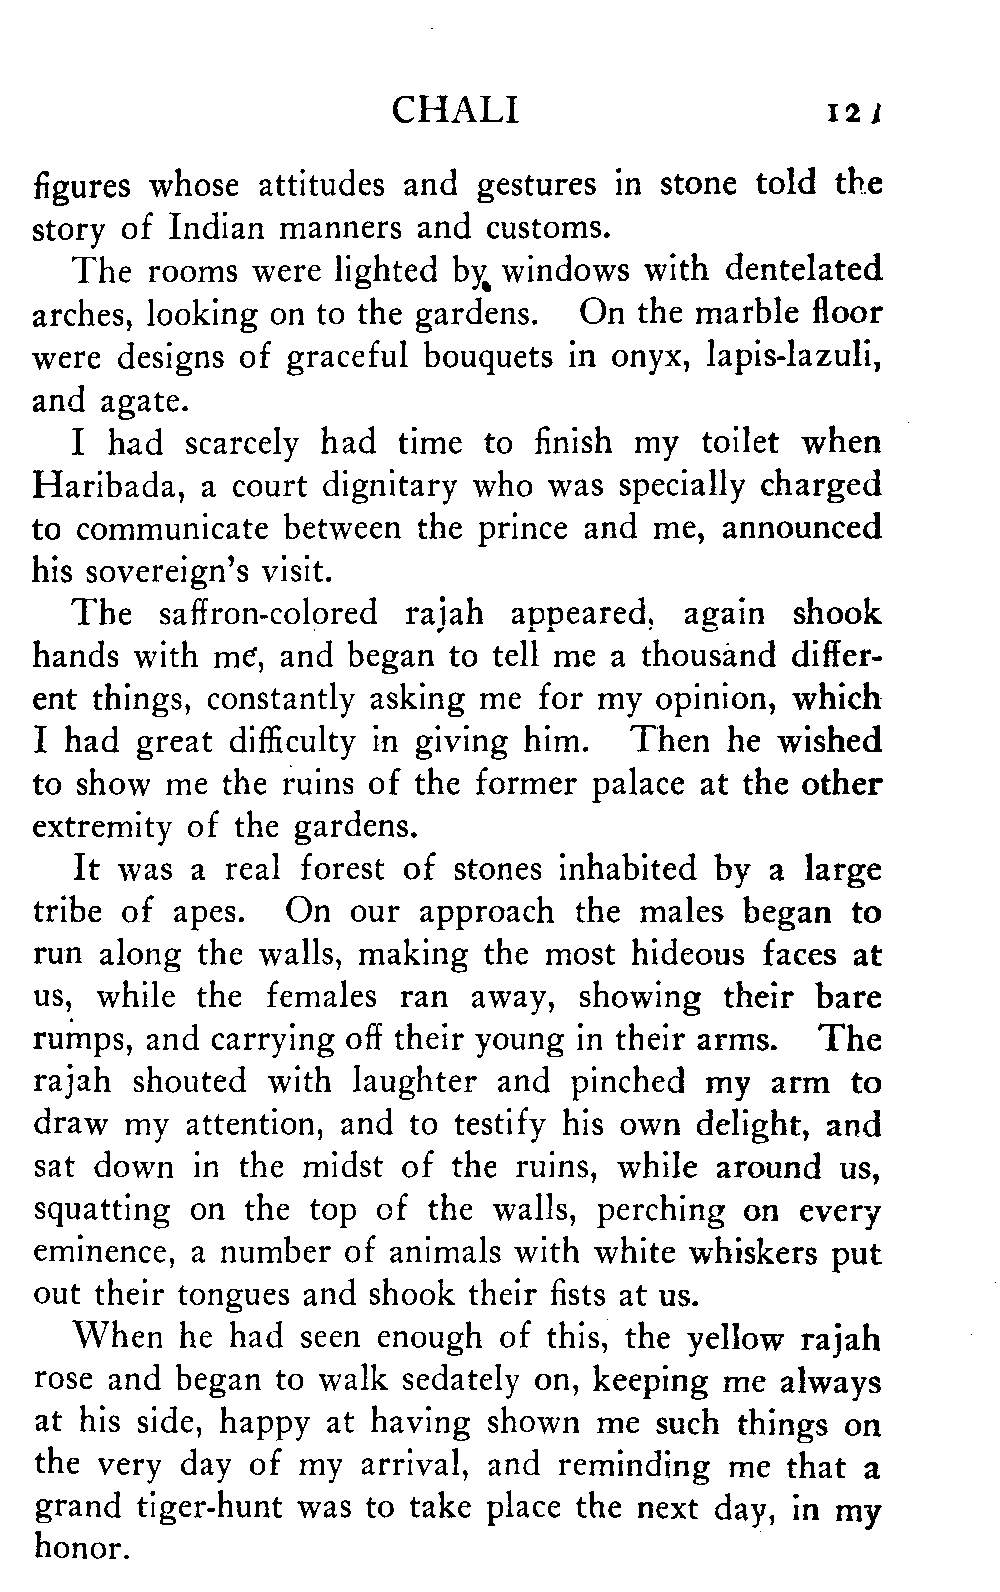 CHALI 121
figures whose attitudes and gestures in stone told the
story of Indian manners and customs.
The rooms were lighted by windows with dentelated
arches, looking on to the gardens. On the marble floor
were designs of graceful bouquets in onyx, lapis-lazuli,
and agate.
I had scarcely had time to finish my toilet when
Haribada, a court dignitary who was specially charged
to communicate between the prince and me, announced
his sovereign's visit.
The saffron-colored rajah appeared, again shook
hands with me, and began to tell me a thousand differ-
ent things, constantly asking me for my opinion, which
I had great difficulty in giving him. Then he wished
to show me the ruins of the former palace at the other
extremity of the gardens.
It was a real forest of stones inhabited by a large
tribe of apes. On our approach the males began to
run along the walls, making the most hideous faces at
us, while the females ran away, showing their bare
rumps, and carrying off their young in their arms. The
rajah shouted with laughter and pinched my arm to
draw my attention, and to testify his own delight, and
sat down in the midst of the ruins, while around us,
squatting on the top of the walls, perching on every
eminence, a number of animals with white whiskers put
out their tongues and shook their fists at us.
When he had seen enough of this, the yellow rajah
rose and began to walk sedately on, keeping me always
at his side, happy at having shown me such things on
the very day of my arrival, and reminding me that a
grand tiger-hunt was to take place the next day, in my
honor.